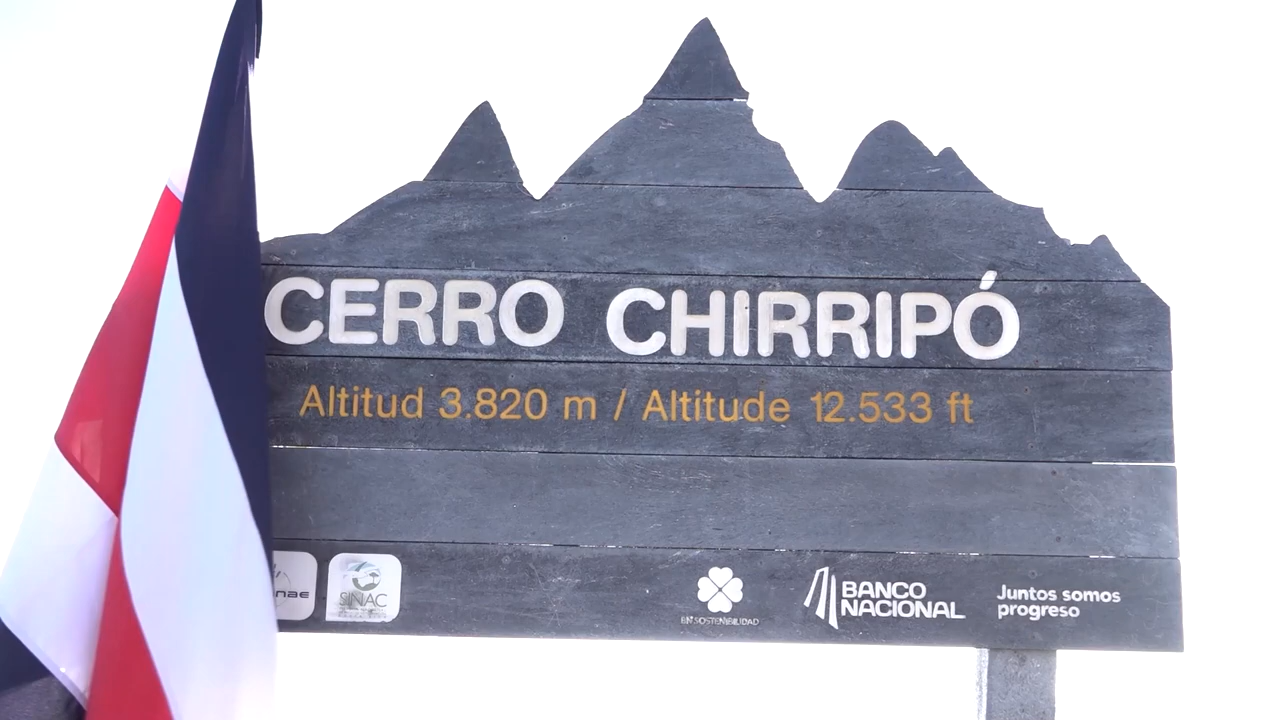 CERRO CHIRRIPÓ
Altitud 3.820 m / Altitude 12.533 ft
SINAC
BN SOSTENIBILIDAD
BANCO
NACIONAL
Juntos somos
progreso